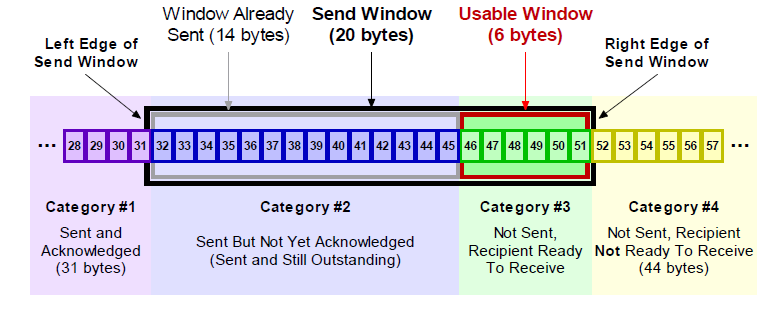 Window Already
Sent (14 bytes)
Send Window
(20 bytes)
Usable Window
(6 bytes)
Left Edge of
Send Window
Right Edge of
Send Window
... 28 29 30 31 32 33 34 35 36 37 38 39 40 41 42 43 44 45 46 47 48 49 50 51 52 53 54 55 56 57 ...
Category #1
Sent and
Acknowledged
(31 bytes)
Category #2
Sent But Not Yet Acknowledged
(Sent and Still Outstanding)
Category #3
Not Sent,
Recipient Ready
To Receive
Category #4
Not Sent, Recipient
Not Ready To Receive
(44 bytes)